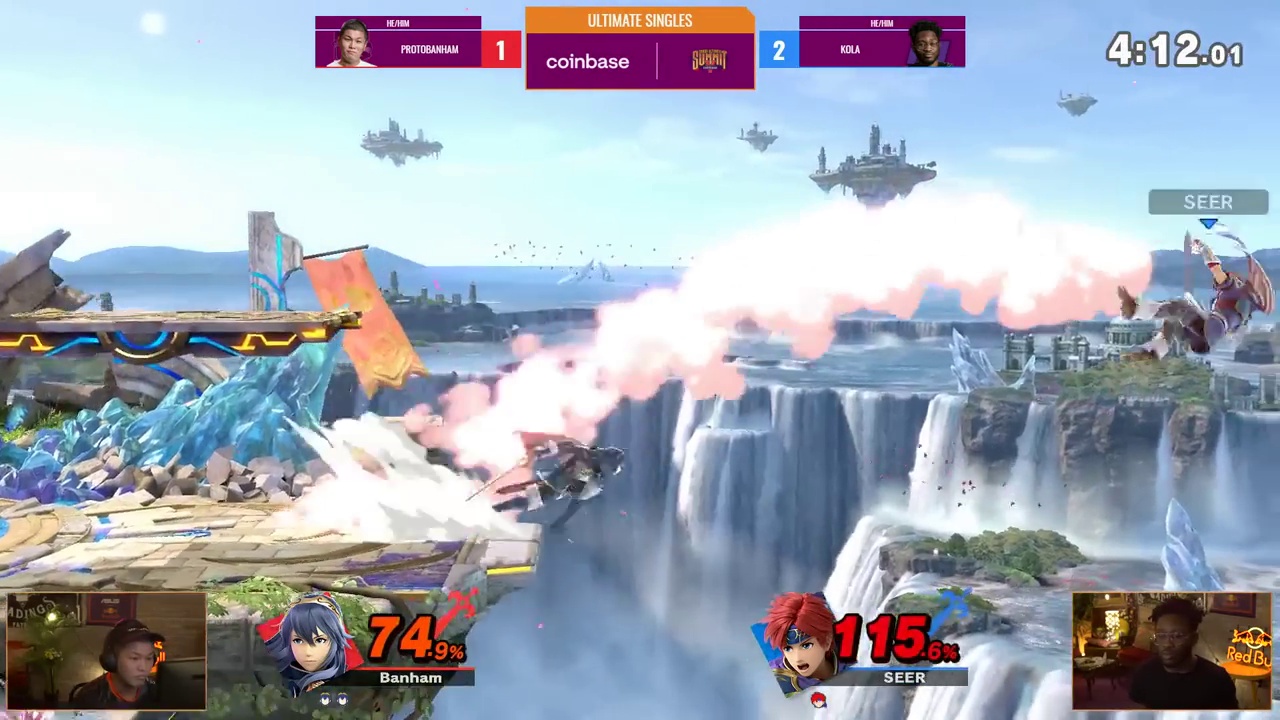 HE/HIM
PROTOBANHAM
1
ULTIMATE SINGLES
coinbase
SUMMIT
2
HE/HIM
KOLA
4:12.01
SEER
74.9%
Banham
115.6%
SEER
Red Bu